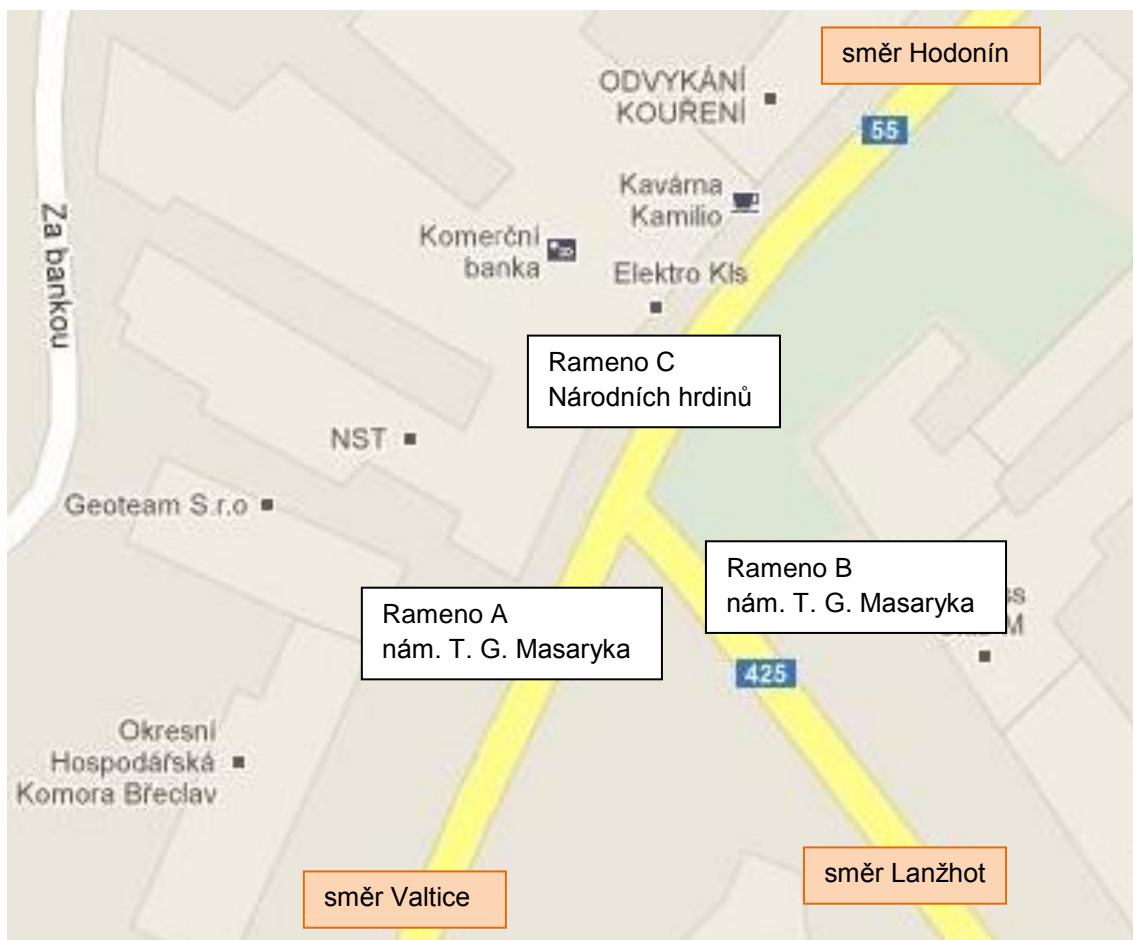 směr Hodonín
ODVYKÁNÍ
KOUŘENÍ
55
Kavárna
Kamilio
Za bankou
Komerční
banka
Elektro Kls
Rameno C
Národních hrdinů
NST
Geoteam S.r.o
Rameno B
nám. T. G. Masaryka
Rameno A
nám. T. G. Masaryka
425
Okresní
Hospodářská
Komora Břeclav
směr Lanžhot
směr Valtice